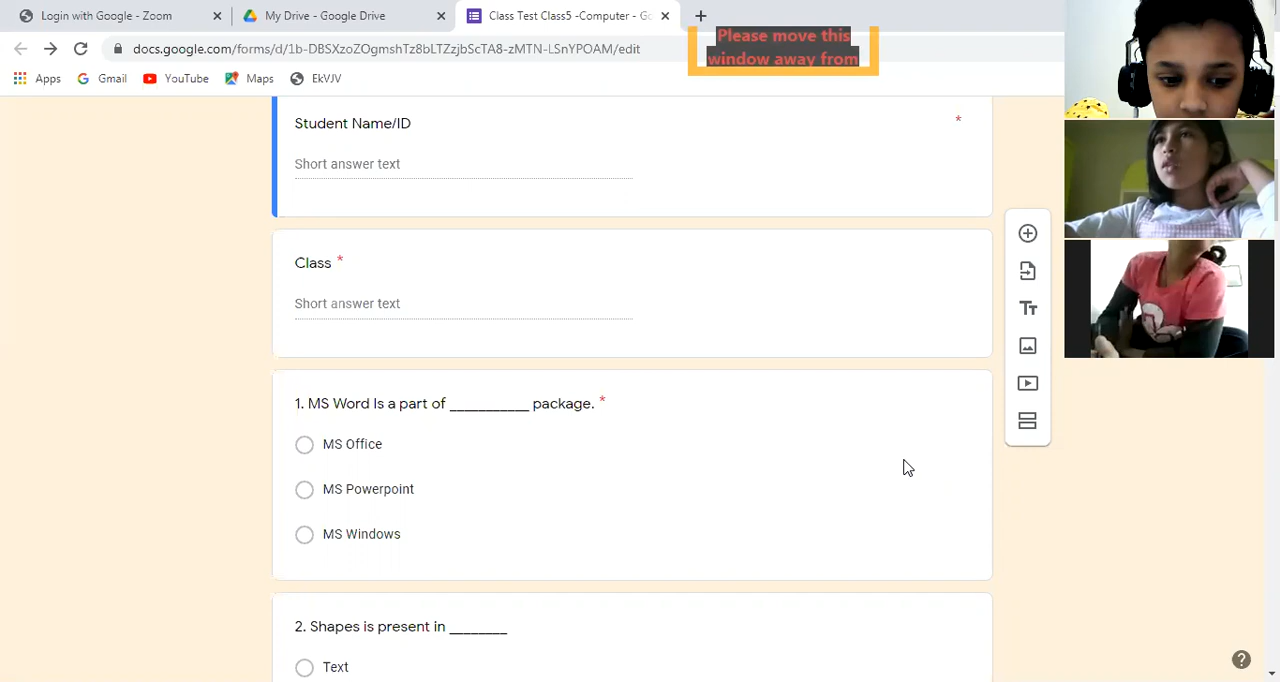 Login with Google - Zoom
My Drive - Google Drive
Class Test Class5 -Computer - Go
docs.google.com/forms/d/1b-DBSXzoZOgmshTz8bLTZzjbScTA8-zMTN-LSnYPOAM/edit
Please move this
window away from
Apps
Gmail
YouTube
Maps
EkVV
Student Name/ID *
Short answer text
Class *
Short answer text
1. MS Word Is a part of ___________ package. *
MS Office
MS Powerpoint
MS Windows
2. Shapes is present in ________
Text